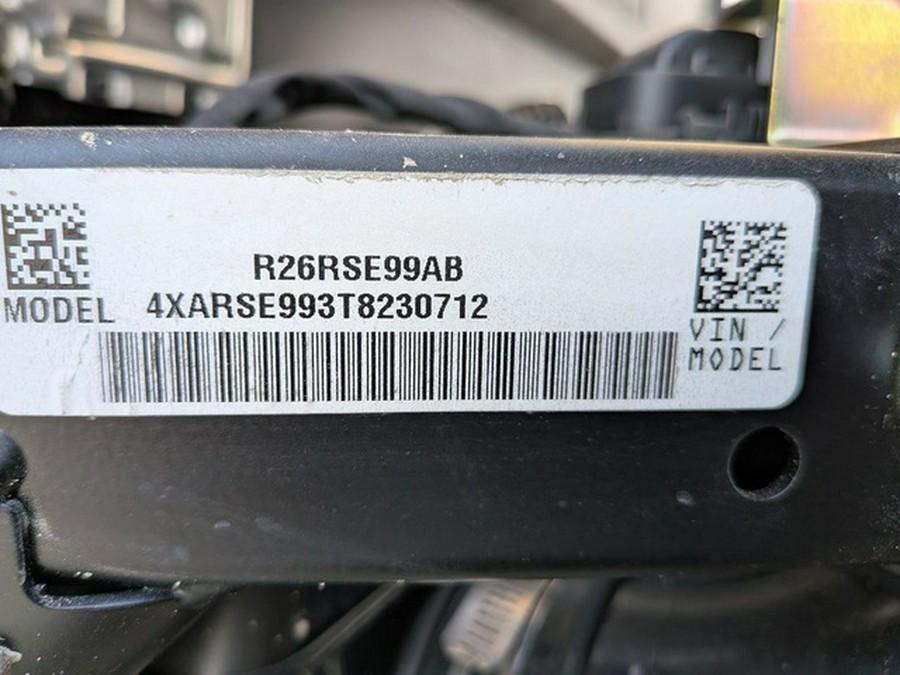 R26RSE99AB
MODEL 4XARSE993T8230712
VIN /
MODEL